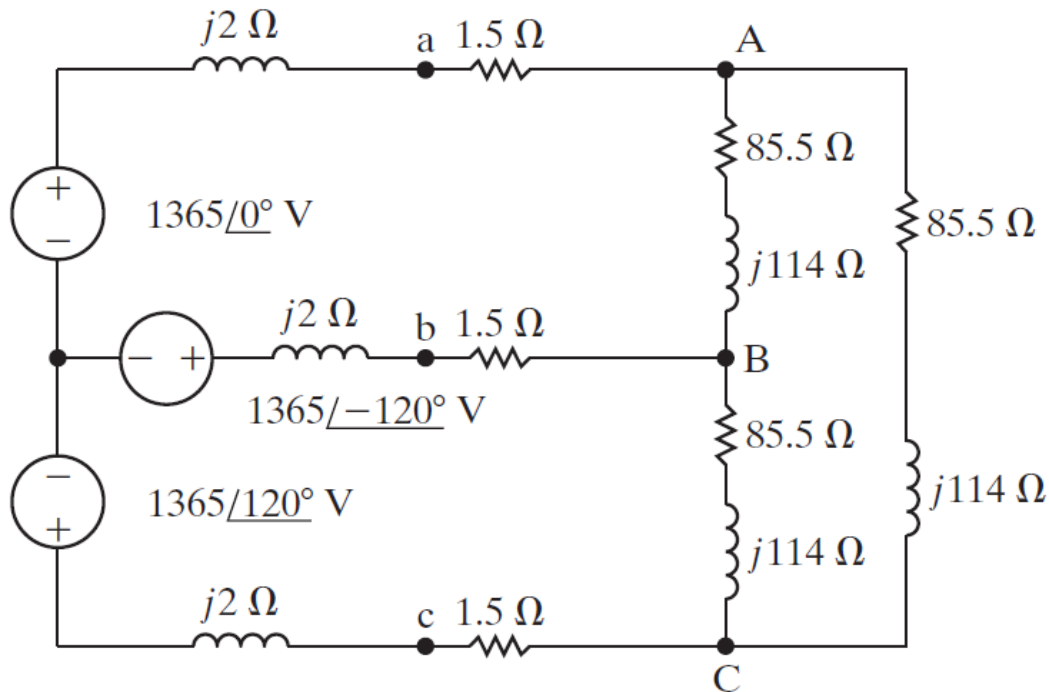 j2 Ω
a 1.5 Ω A
85.5 Ω
+
1365/0° V
−
85.5 Ω
j114 Ω
j2 Ω
b 1.5 Ω
− +
B
1365/−120° V
85.5 Ω
−
1365/120° V
+
j114 Ω
j114 Ω
j2 Ω
c 1.5 Ω
C